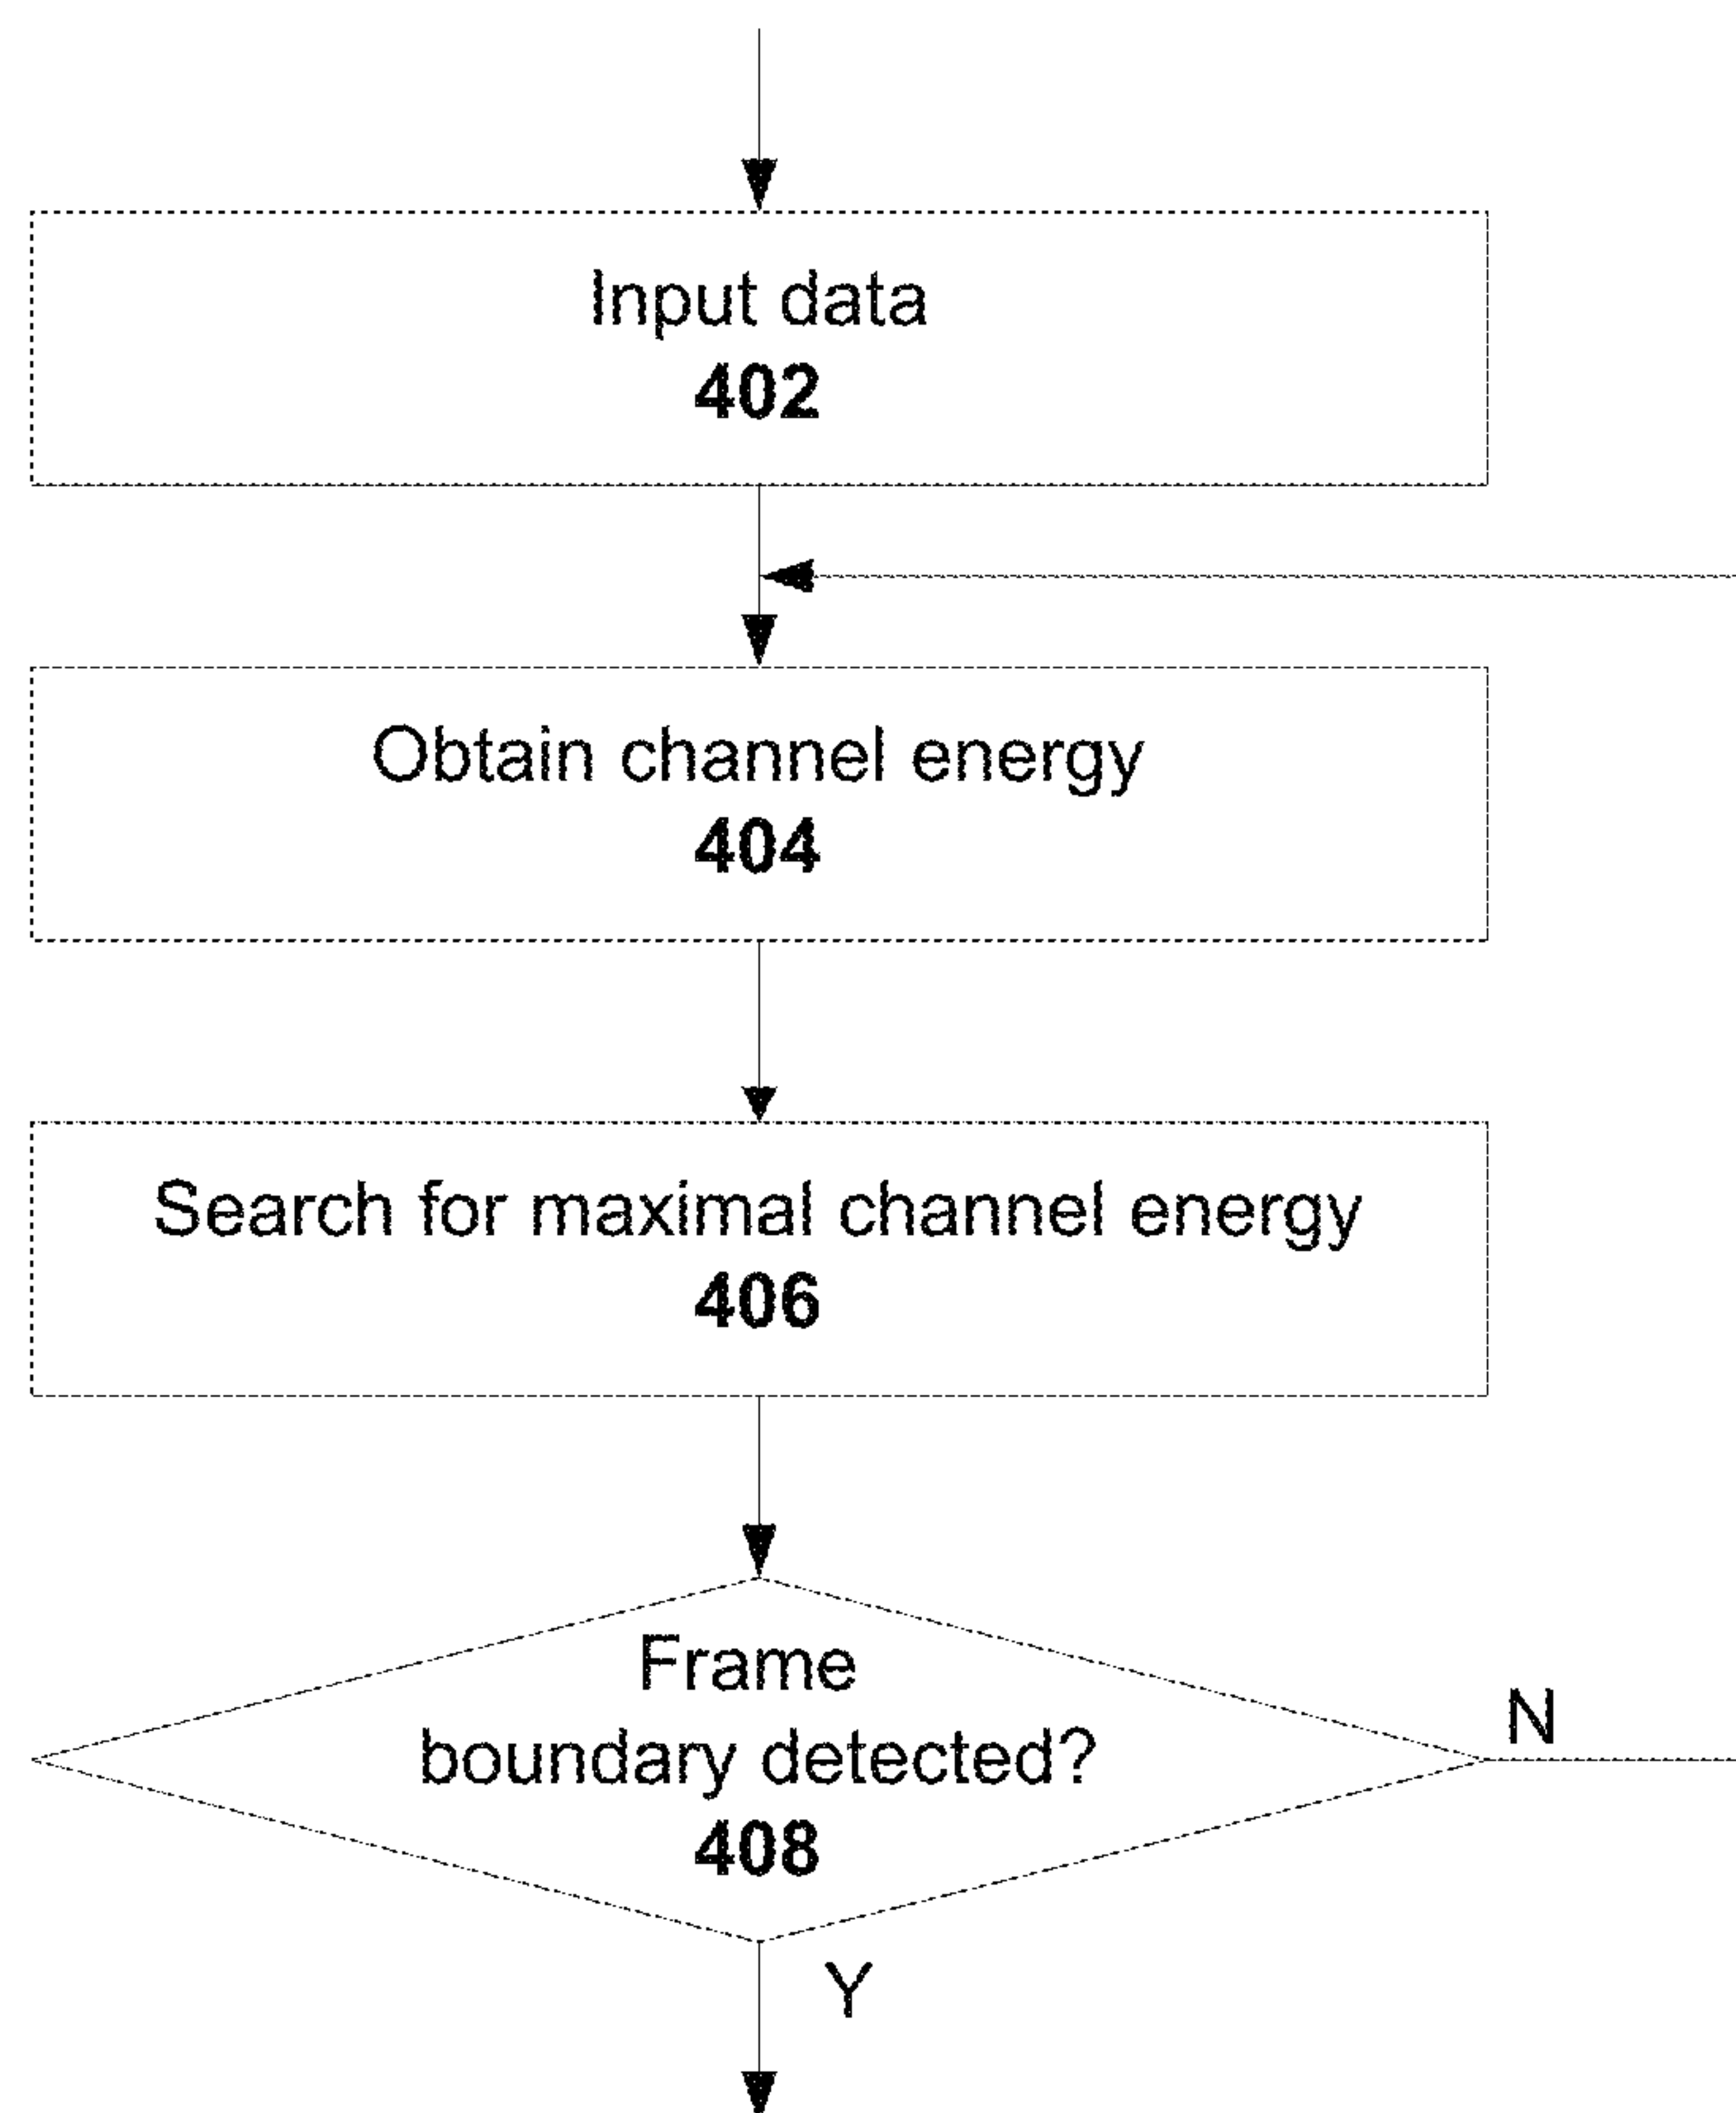 Input data
402
Obtain channel energy
404
Search for maximal channel energy
406
Frame
boundary detected?
408
N
Y